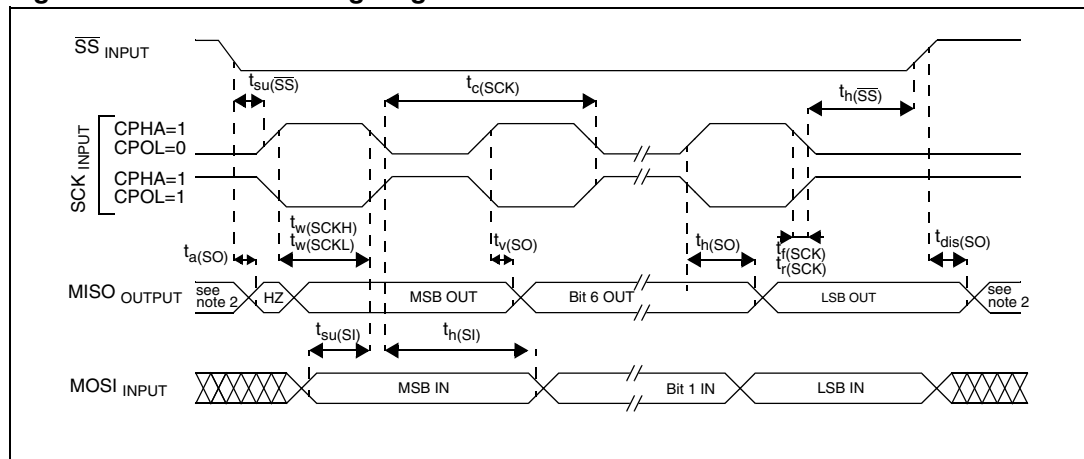 SS INPUT
tsu(SS)
tc(SCK)
th(SS)
SCK INPUT
CPHA=1
CPOL=0
CPHA=1
CPOL=1
ta(SO)
tw(SCKH)
tw(SCKL)
tv(SO)
th(SO)
tf(SCK)
tr(SCK)
tdis(SO)
MISO OUTPUT
see note 2
HZ
MSB OUT
Bit 6 OUT
LSB OUT
see note 2
tsu(SI)
th(SI)
MOSI INPUT
MSB IN
Bit 1 IN
LSB IN